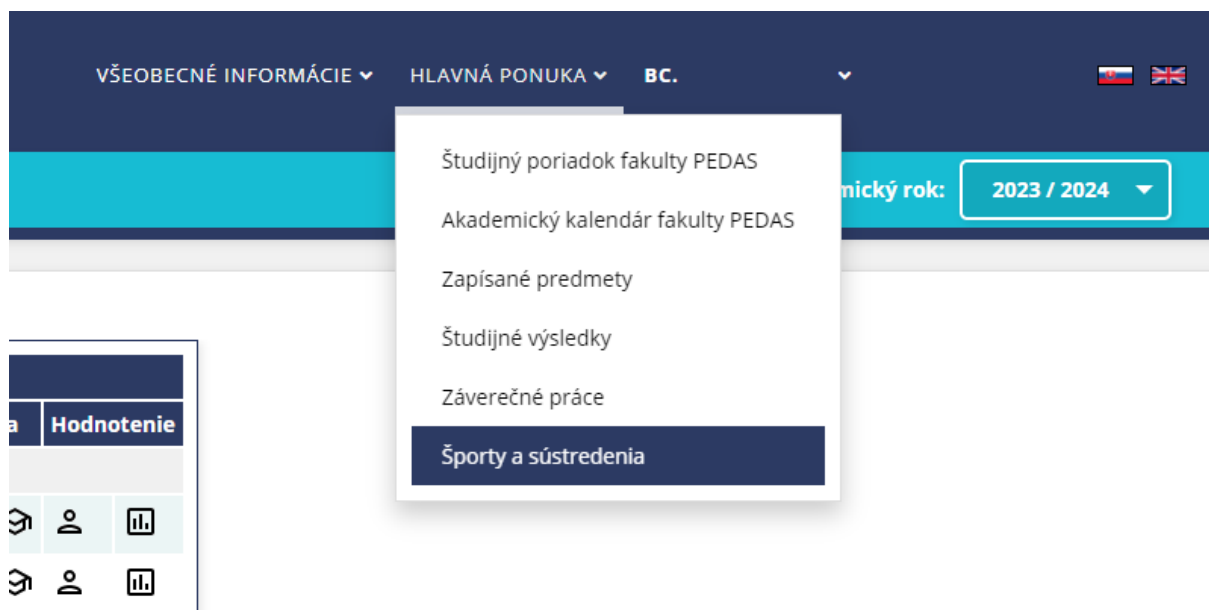 VŠEOBECNÉ INFORMÁCIE HLAVNÁ PONUKA BC.
Študijný poriadok fakulty PEDAS
rok: 2023 / 2024
Akademický kalendár fakulty PEDAS
Zapísané predmety
Študijné výsledky
Záverečné práce
Hodnotenie
Športy a sústredenia